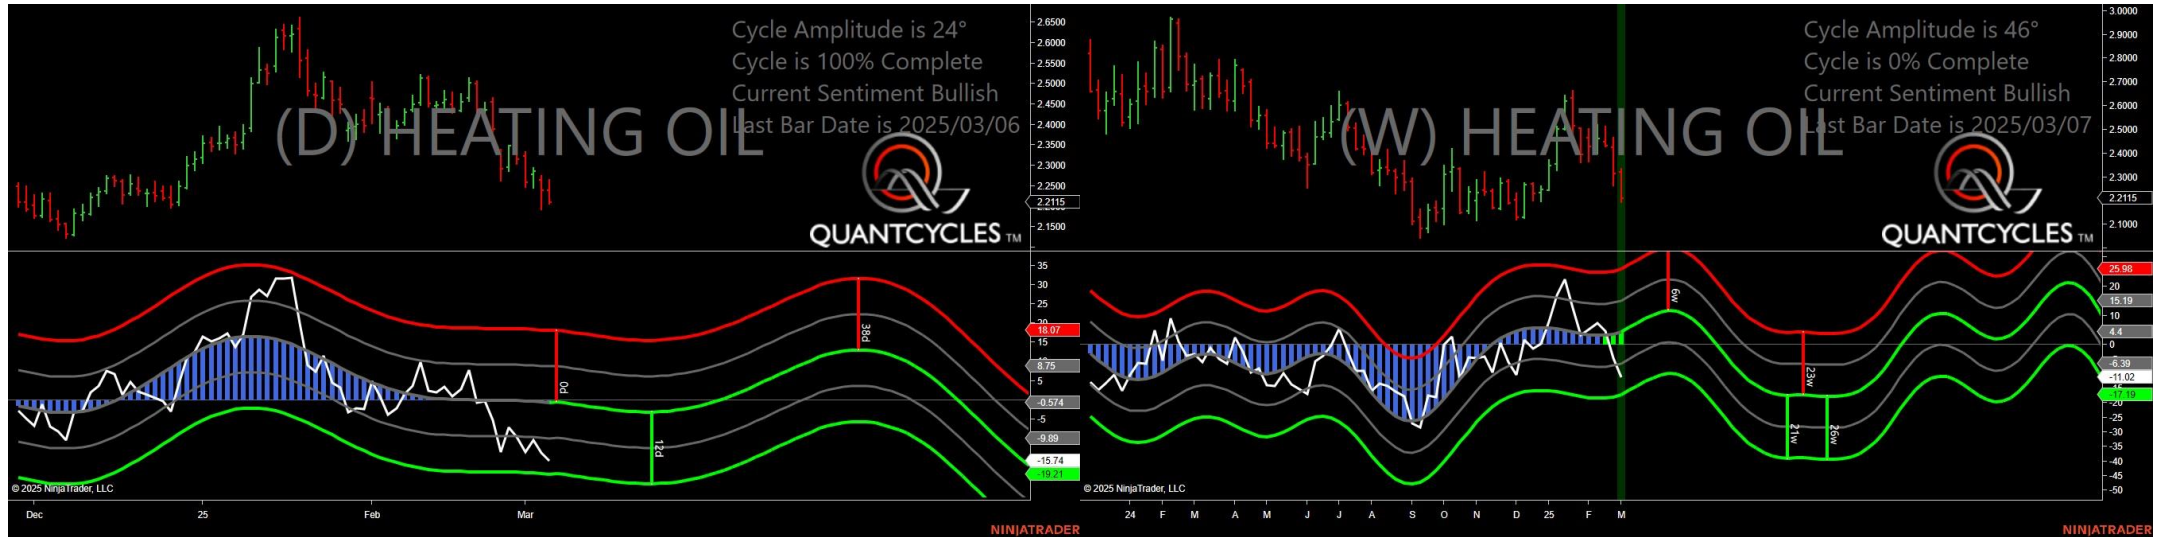 Cycle Amplitude is 24°
Cycle is 100% Complete
Current Sentiment Bullish
Last Bar Date is 2025/03/06
(D) HEATING OIL
QUANTCYCLES TM
2.6500
2.6000
2.5500
2.5000
2.4500
2.4000
2.3500
2.3000
2.2500
2.2115
2.1500
35
30
25
18.07
15
8.75
5
-0.574
-5
-9.89
-15.74
-19.21
0d
12d
38d
© 2025 NinjaTrader, LLC
Dec
25
Feb
Mar
NINJATRADER
Cycle Amplitude is 46°
Cycle is 0% Complete
Current Sentiment Bullish
Last Bar Date is 2025/03/07
(W) HEATING OIL
QUANTCYCLES TM
3.0000
2.9000
2.8000
2.7000
2.6000
2.5000
2.4000
2.3000
2.2115
2.1000
25.98
20
15.19
10
4.4
0
-6.39
-11.02
-17.19
-20
-25
-30
-35
-40
-45
-50
6w
23w
21w
26w
© 2025 NinjaTrader, LLC
24
F
M
A
M
J
J
A
S
O
N
D
25
F
M
NINJATRADER